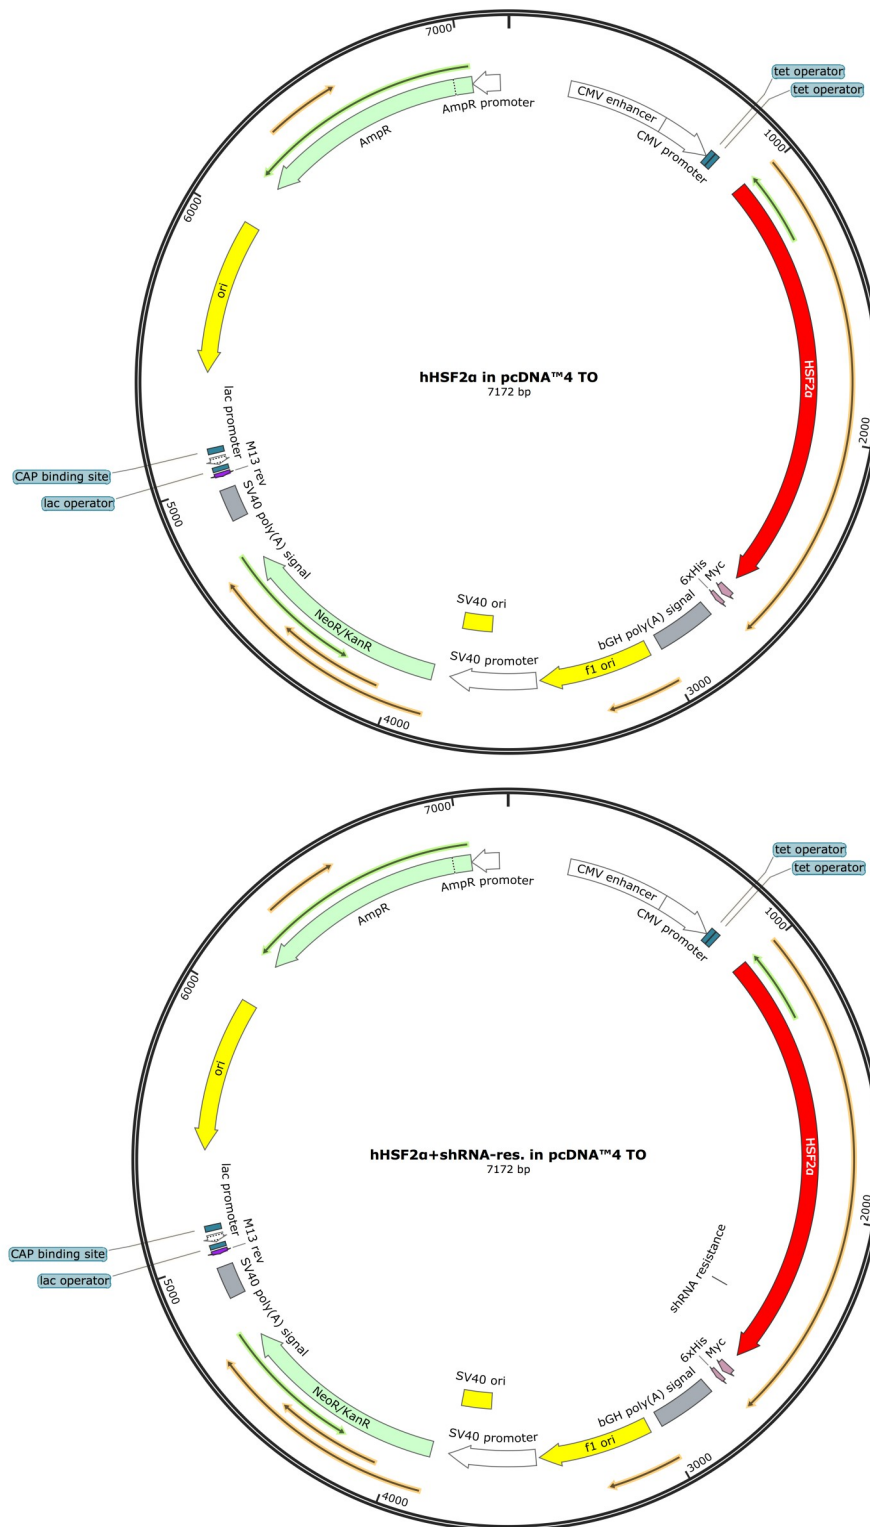 7000
tet operator
tet operator
CMV enhancer
AmpR promoter
AmpR
CMV promoter
1000
6000
ori
HSF2α
hHSF2α in pcDNA™4 TO
7172 bp
lac promoter
2000
M13 rev
CAP binding site
lac operator
5000
SV40 poly(A) signal
6xHis
Myc
SV40 ori
bGH poly(A) signal
NeoR/KanR
SV40 promoter
f1 ori
3000
4000
7000
tet operator
tet operator
CMV enhancer
AmpR promoter
AmpR
CMV promoter
1000
6000
ori
HSF2α
hHSF2α+shRNA-res. in pcDNA™4 TO
7172 bp
lac promoter
2000
M13 rev
CAP binding site
lac operator
5000
SV40 poly(A) signal
shRNA resistance
6xHis
Myc
SV40 ori
bGH poly(A) signal
NeoR/KanR
SV40 promoter
f1 ori
3000
4000